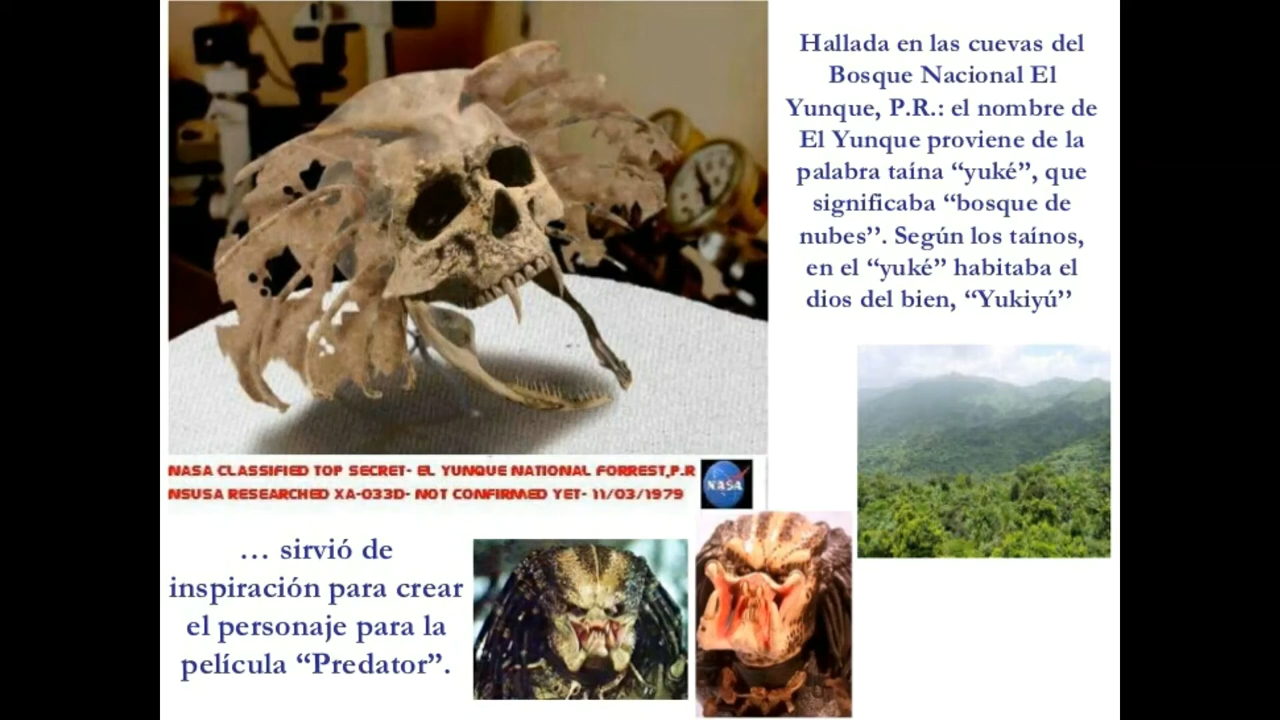 Hallada en las cuevas del
Bosque Nacional El
Yunque, P.R.: el nombre de
El Yunque proviene de la
palabra taína “yuké”, que
significaba “bosque de
nubes’’. Según los taínos,
en el “yuké” habitaba el
dios del bien, “Yukiyú’’
NASA CLASSIFIED TOP SECRET- EL YUNQUE NATIONAL FORREST,P.R
NSUSA RESEARCHED XA-033D- NOT CONFIRMED YET- 11/03/1979
NASA
… sirvió de
inspiración para crear
el personaje para la
película “Predator”.